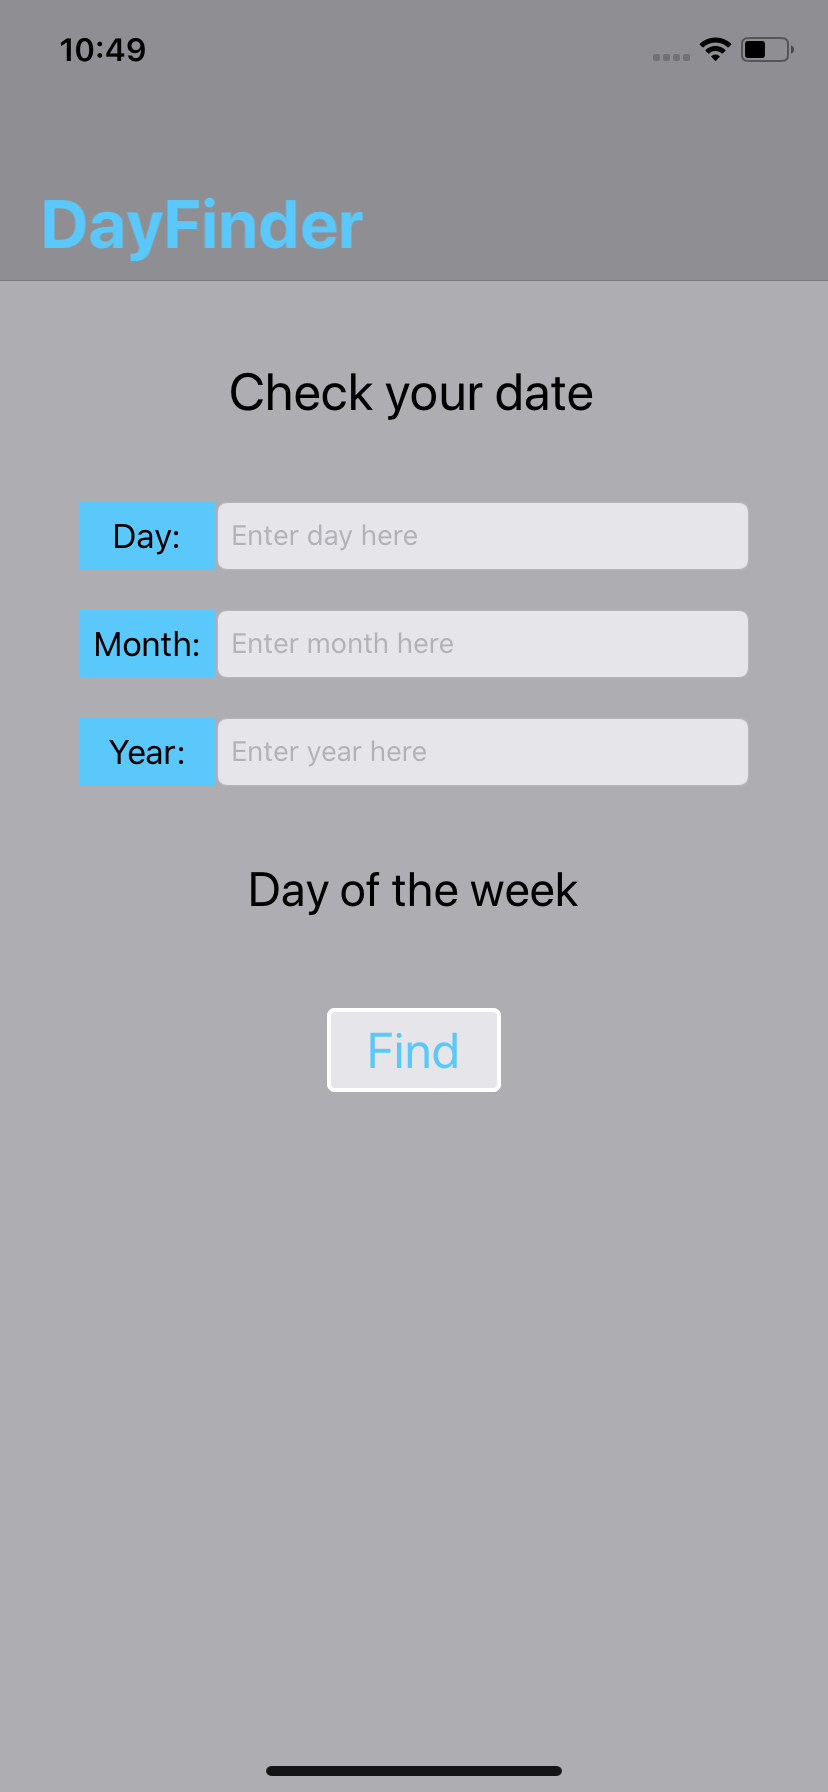 10:49
DayFinder
Check your date
Day: Enter day here
Month: Enter month here
Year: Enter year here
Day of the week
Find